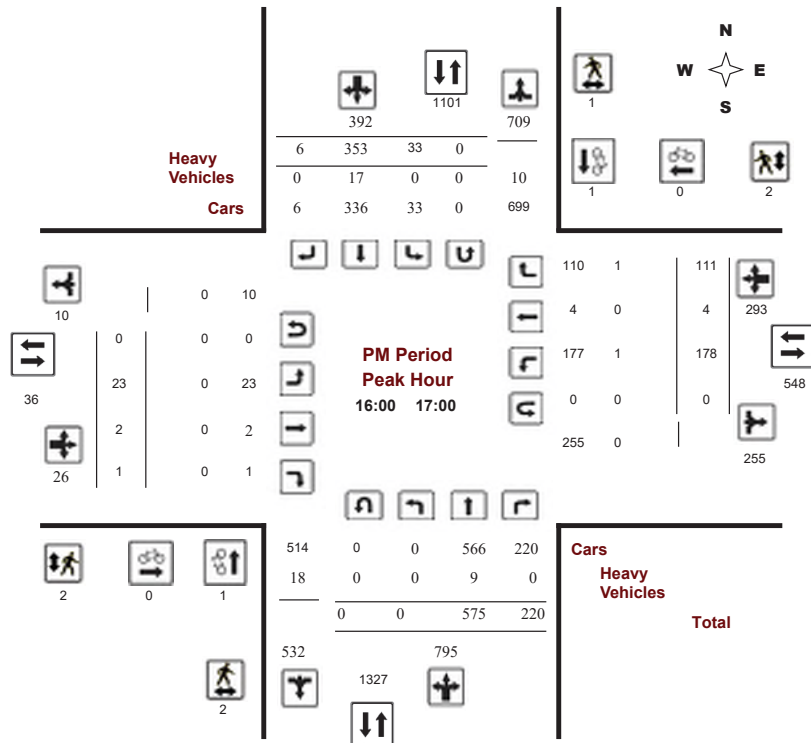 N
W E
S
1101
1
392 709
6 353 33 0
Heavy
Vehicles
0 17 0 0 10
Cars 6 336 33 0 699
1 0 2
110 1 111
0 10
10
4 0 4 293
0 0 0
PM Period
Peak Hour
177 1 178
36 23 0 23
548
16:00 17:00
0 0 0
2 0 2
255 0
255
26 1 0 1
514 0 0 566 220 Cars
18 0 0 9 0 Heavy
Vehicles
2 0 1
0 0 575 220 Total
532 795
1327
2